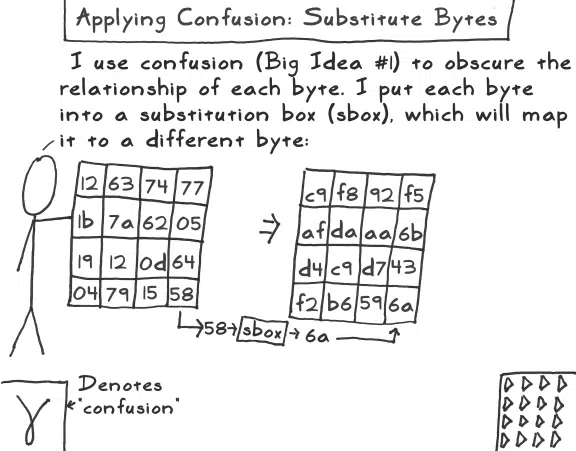 Applying Confusion: Substitute Bytes
I use confusion (Big Idea #1) to obscure the
relationship of each byte. I put each byte
into a substitution box (sbox), which will map
it to a different byte:
12 63 74 77
1b 7a 62 05
19 12 0d 64
04 79 15 58
⇒
c9 f8 92 f5
af da aa 6b
d4 c9 d7 43
f2 b6 59 6a
58→sbox→6a
Denotes
"confusion"
γ